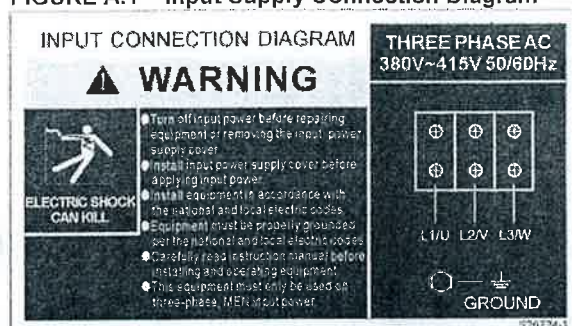 FIGURE A.1 Input Supply Connection Diagram
INPUT CONNECTION DIAGRAM
WARNING
ELECTRIC SHOCK
CAN KILL
Turn off input power before repairing
equipment or removing the input power
supply cover
Install input power supply cover before
applying input power
Install equipment in accordance with
the national and local electric codes
Equipment must be properly grounded
per the national and local electric codes
Carefully read instruction manual before
installing and operating equipment
This equipment must only be used on
three-phase, MEN input power
THREE PHASE AC
380V~415V 50/60Hz
L1/U L2/V L3/W
GROUND